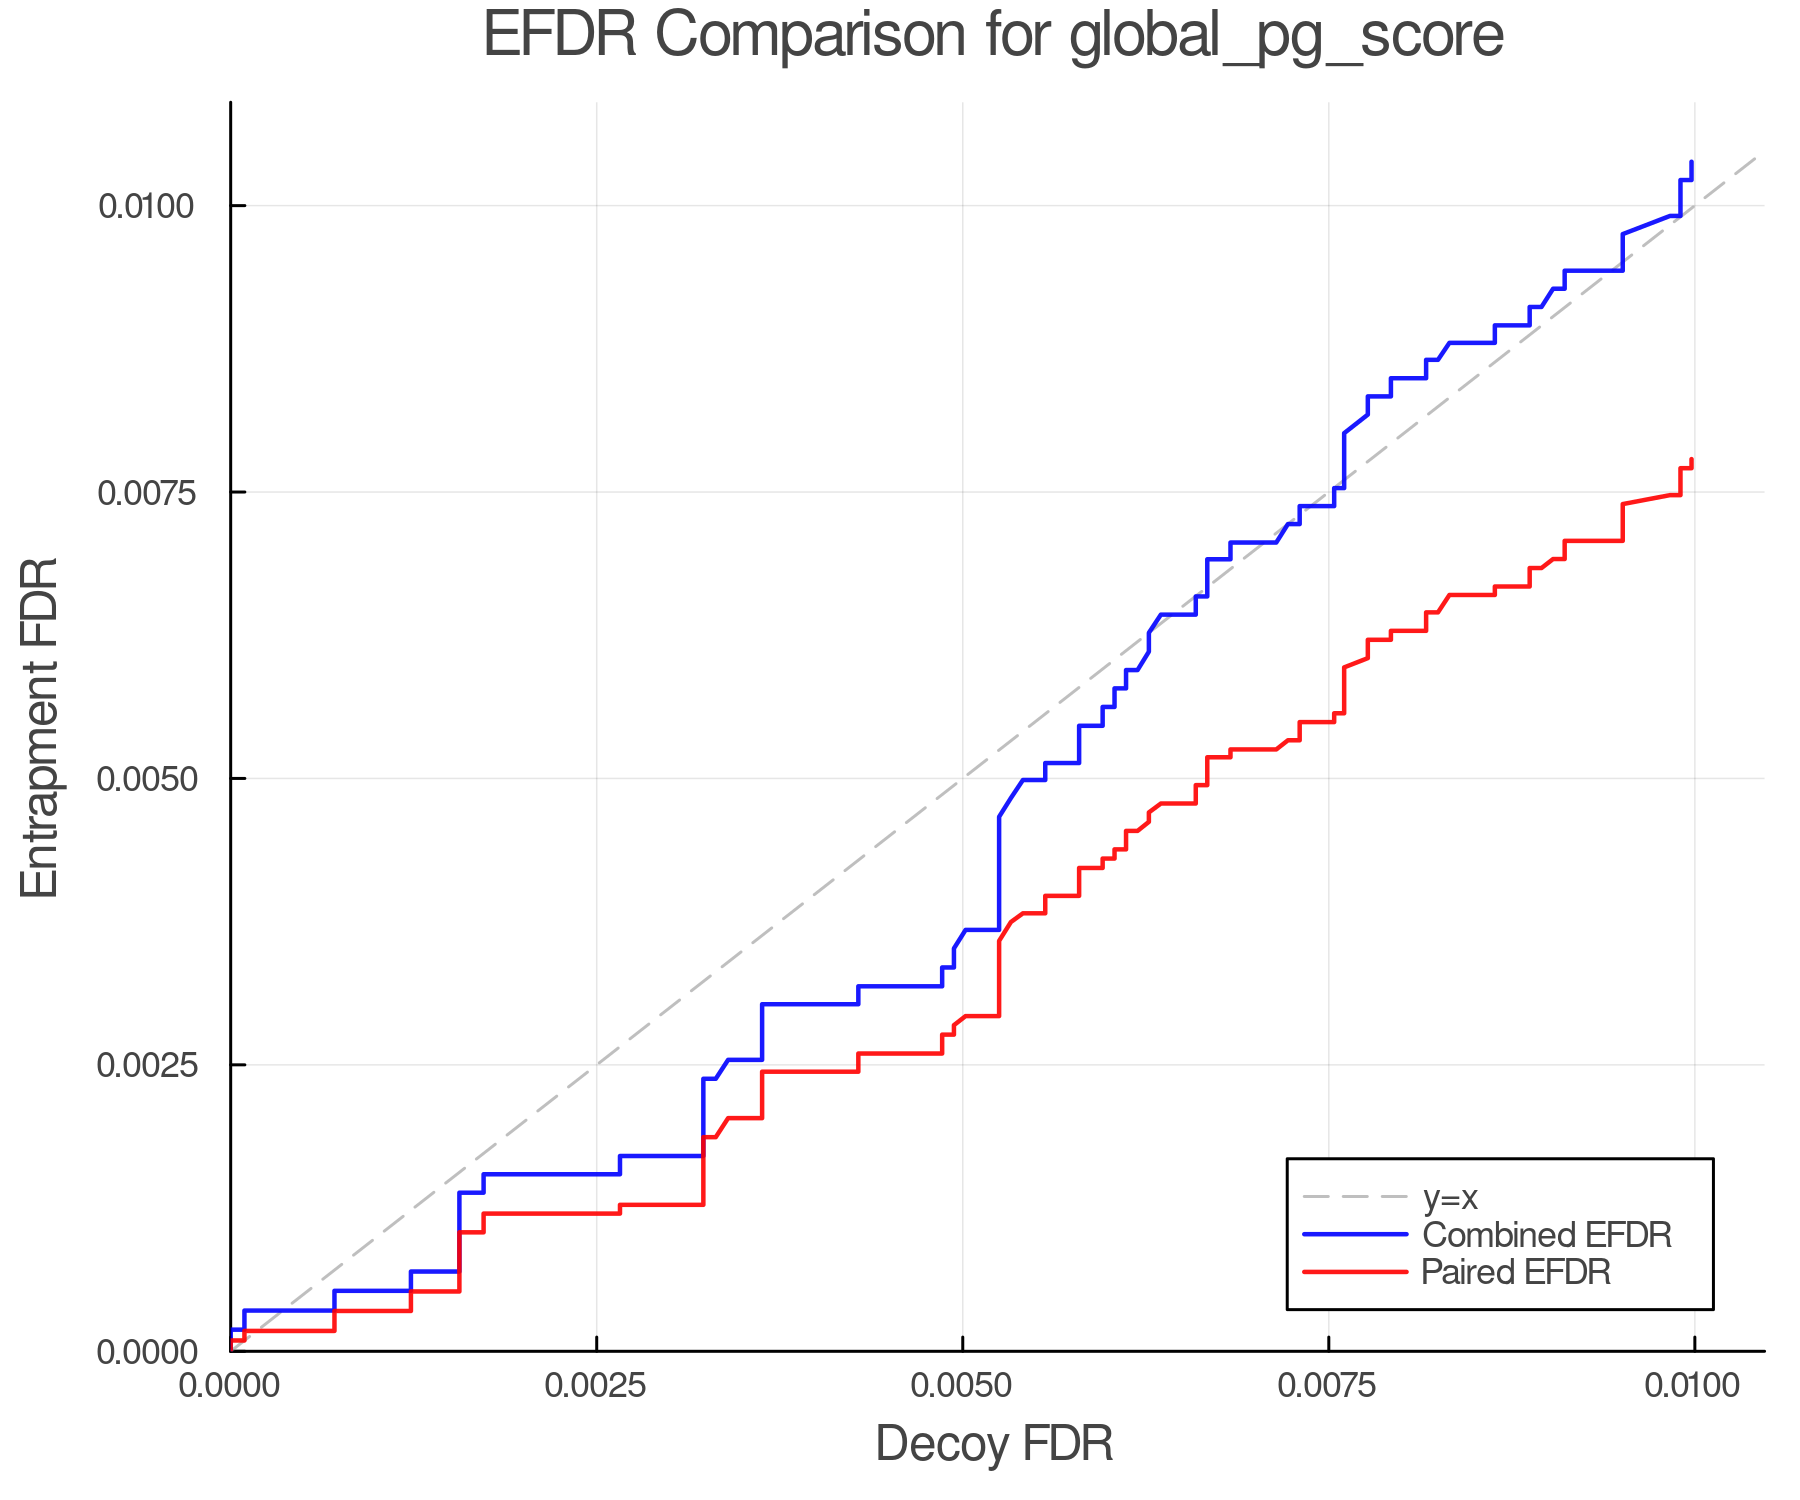 EFDR Comparison for global_pg_score
Entrapment FDR
0.0100
0.0075
0.0050
0.0025
0.0000
0.0000 0.0025 0.0050 0.0075 0.0100
Decoy FDR
y=x
Combined EFDR
Paired EFDR